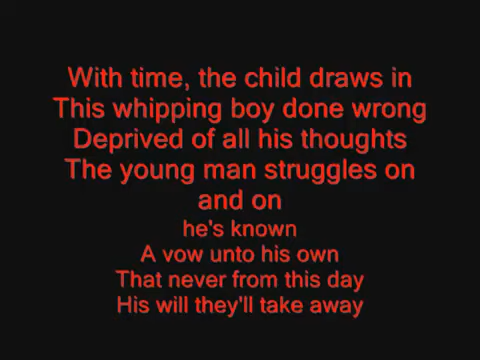 With time, the child draws in
This whipping boy done wrong
Deprived of all his thoughts
The young man struggles on
and on
he's known
A vow unto his own
That never from this day
His will they'll take away